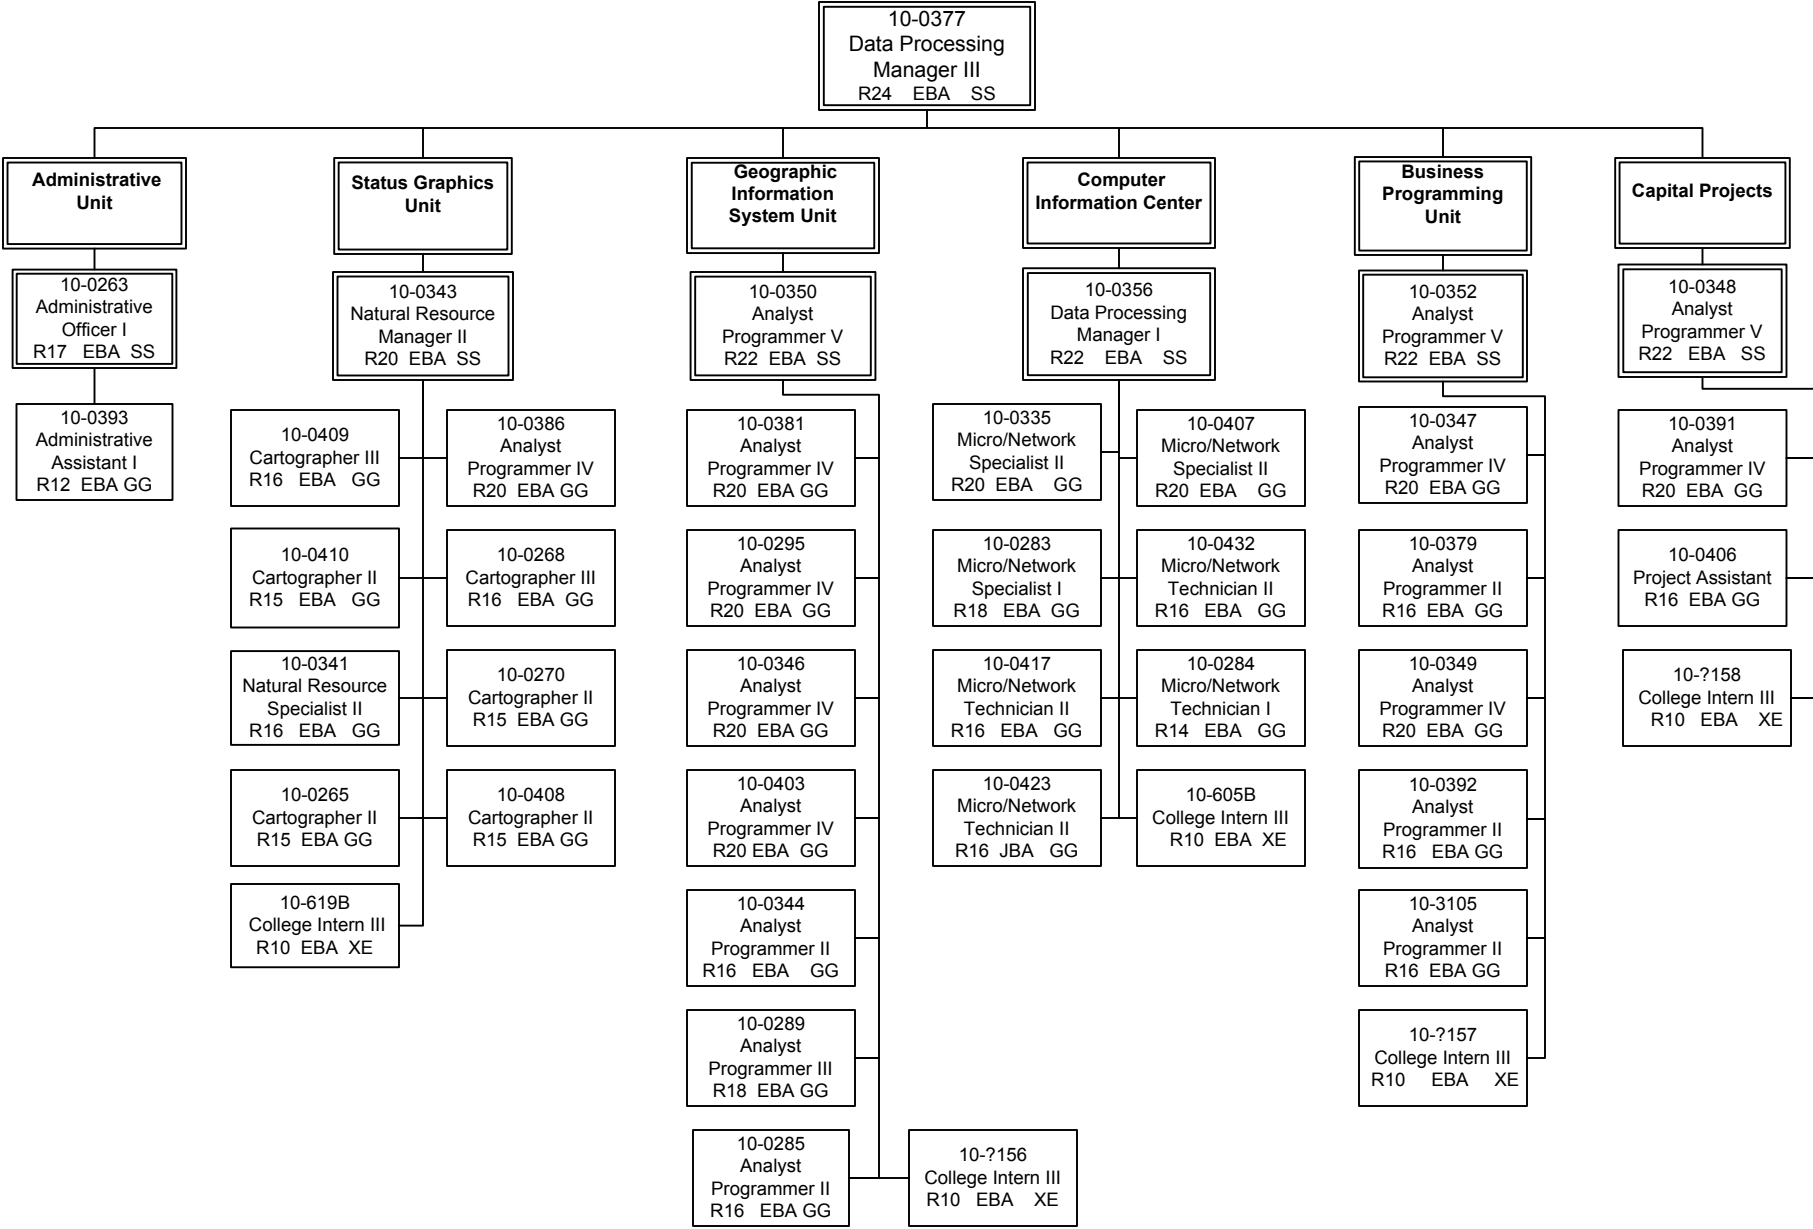 10-0377
Data Processing
Manager III
R24 EBA SS
Administrative
Unit
10-0263
Administrative
Officer I
R17 EBA SS
10-0393
Administrative
Assistant I
R12 EBA GG
Status Graphics
Unit
10-0343
Natural Resource
Manager II
R20 EBA SS
10-0409
Cartographer III
R16 EBA GG
10-0386
Analyst
Programmer IV
R20 EBA GG
10-0410
Cartographer II
R15 EBA GG
10-0268
Cartographer III
R16 EBA GG
10-0341
Natural Resource
Specialist II
R16 EBA GG
10-0270
Cartographer II
R15 EBA GG
10-0265
Cartographer II
R15 EBA GG
10-0408
Cartographer II
R15 EBA GG
10-619B
College Intern III
R10 EBA XE
Geographic
Information
System Unit
10-0350
Analyst
Programmer V
R22 EBA SS
10-0381
Analyst
Programmer IV
R20 EBA GG
10-0295
Analyst
Programmer IV
R20 EBA GG
10-0346
Analyst
Programmer IV
R20 EBA GG
10-0403
Analyst
Programmer IV
R20 EBA GG
10-0344
Analyst
Programmer II
R16 EBA GG
10-0289
Analyst
Programmer III
R18 EBA GG
10-0285
Analyst
Programmer II
R16 EBA GG
10-?156
College Intern III
R10 EBA XE
Computer
Information Center
10-0356
Data Processing
Manager I
R22 EBA SS
10-0335
Micro/Network
Specialist II
R20 EBA GG
10-0407
Micro/Network
Specialist II
R20 EBA GG
10-0283
Micro/Network
Specialist I
R18 EBA GG
10-0432
Micro/Network
Technician II
R16 EBA GG
10-0417
Micro/Network
Technician II
R16 EBA GG
10-0284
Micro/Network
Technician I
R14 EBA GG
10-0423
Micro/Network
Technician II
R16 JBA GG
10-605B
College Intern III
R10 EBA XE
Business
Programming
Unit
10-0352
Analyst
Programmer V
R22 EBA SS
10-0347
Analyst
Programmer IV
R20 EBA GG
10-0379
Analyst
Programmer II
R16 EBA GG
10-0349
Analyst
Programmer IV
R20 EBA GG
10-0392
Analyst
Programmer II
R16 EBA GG
10-3105
Analyst
Programmer II
R16 EBA GG
10-?157
College Intern III
R10 EBA XE
Capital Projects
10-0348
Analyst
Programmer V
R22 EBA SS
10-0391
Analyst
Programmer IV
R20 EBA GG
10-0406
Project Assistant
R16 EBA GG
10-?158
College Intern III
R10 EBA XE